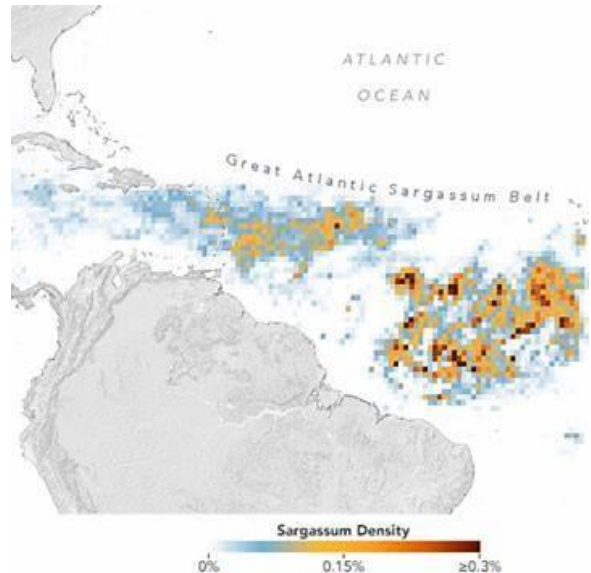 ATLANTIC
OCEAN
Great Atlantic Sargassum Belt
Sargassum Density
0% 0.15% ≥0.3%